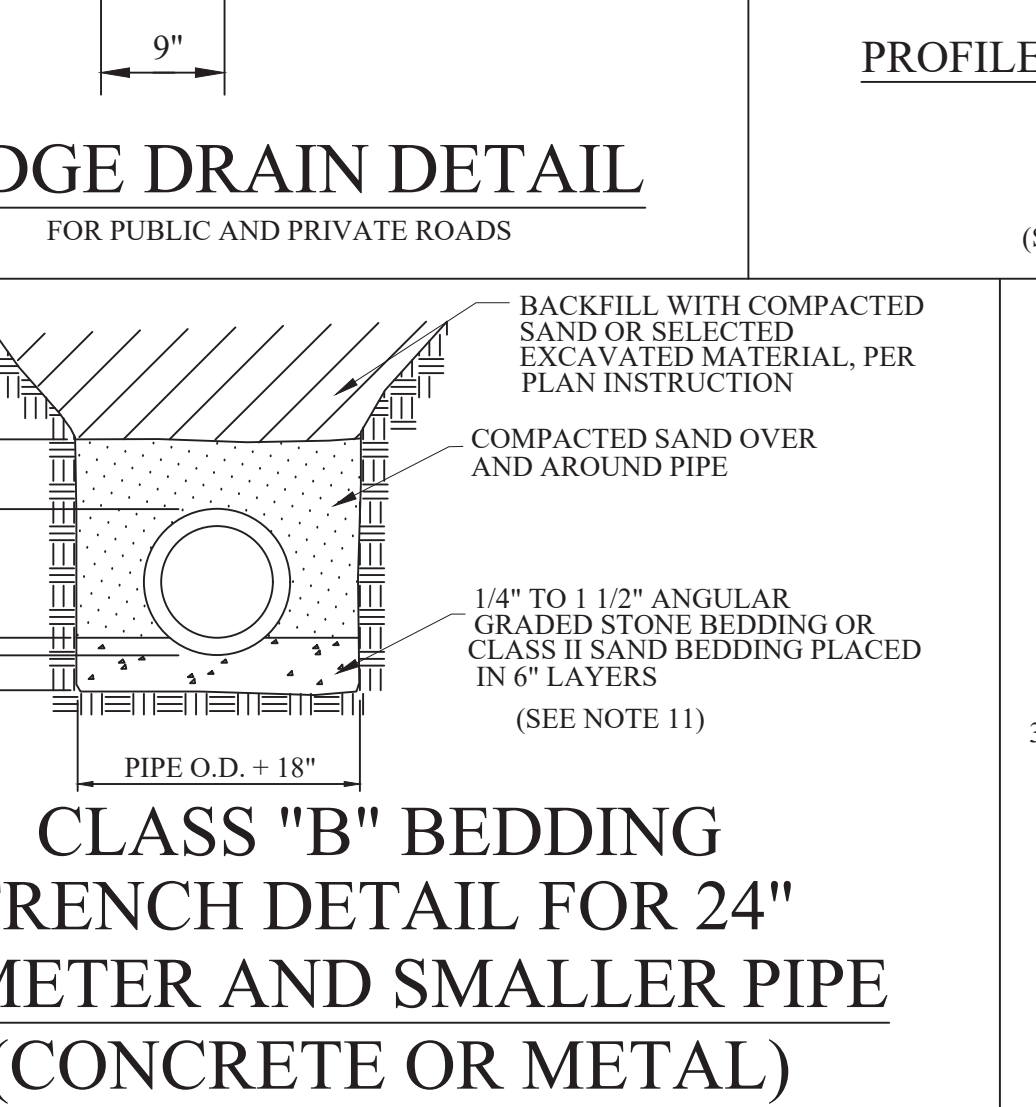 9"
PROFILE
DGE DRAIN DETAIL
FOR PUBLIC AND PRIVATE ROADS
BACKFILL WITH COMPACTED
SAND OR SELECTED
EXCAVATED MATERIAL, PER
PLAN INSTRUCTION
COMPACTED SAND OVER
AND AROUND PIPE
1/4" TO 1 1/2" ANGULAR
GRADED STONE BEDDING OR
CLASS II SAND BEDDING PLACED
IN 6" LAYERS
(SEE NOTE 11)
PIPE O.D. + 18"
CLASS "B" BEDDING
RENCH DETAIL FOR 24"
METER AND SMALLER PIPE
(CONCRETE OR METAL)